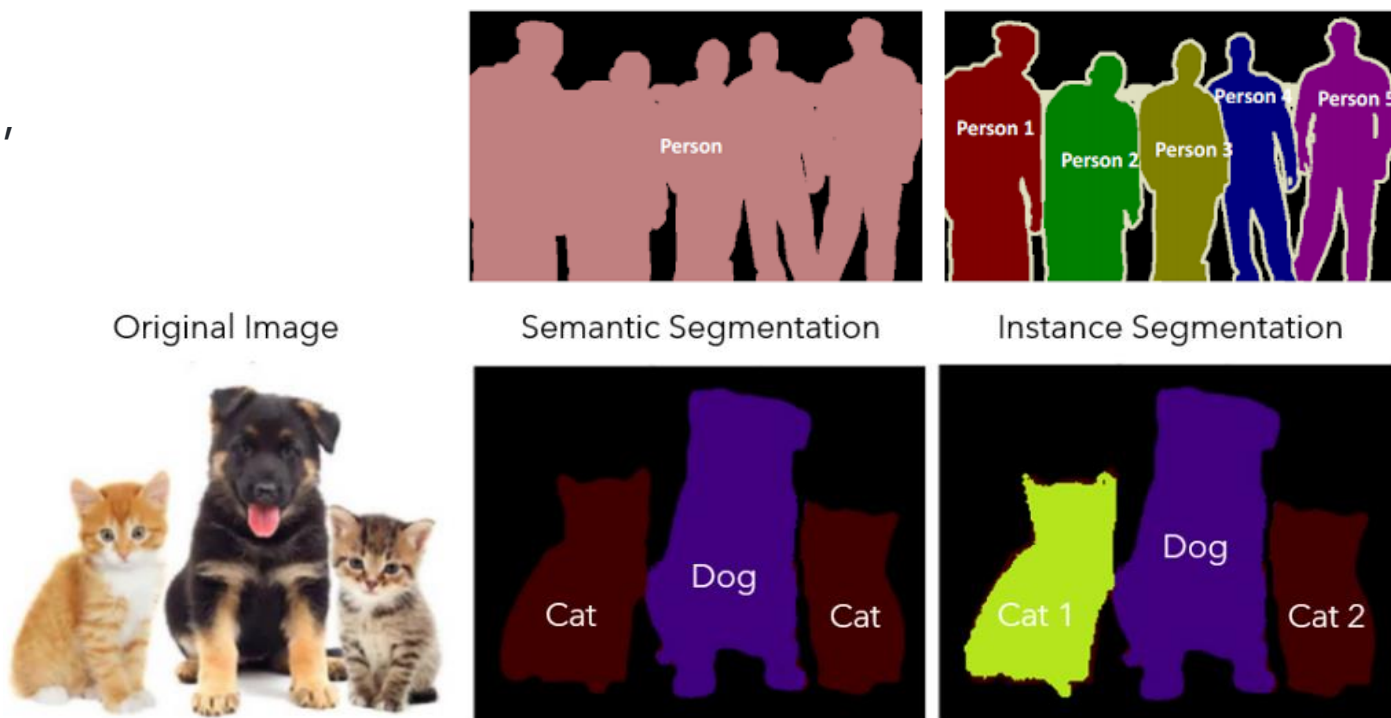 ,
Person
Person 1
Person 2
Person 3
Person 4
Person 5
Original Image
Semantic Segmentation
Instance Segmentation
Cat
Dog
Cat
Cat 1
Dog
Cat 2